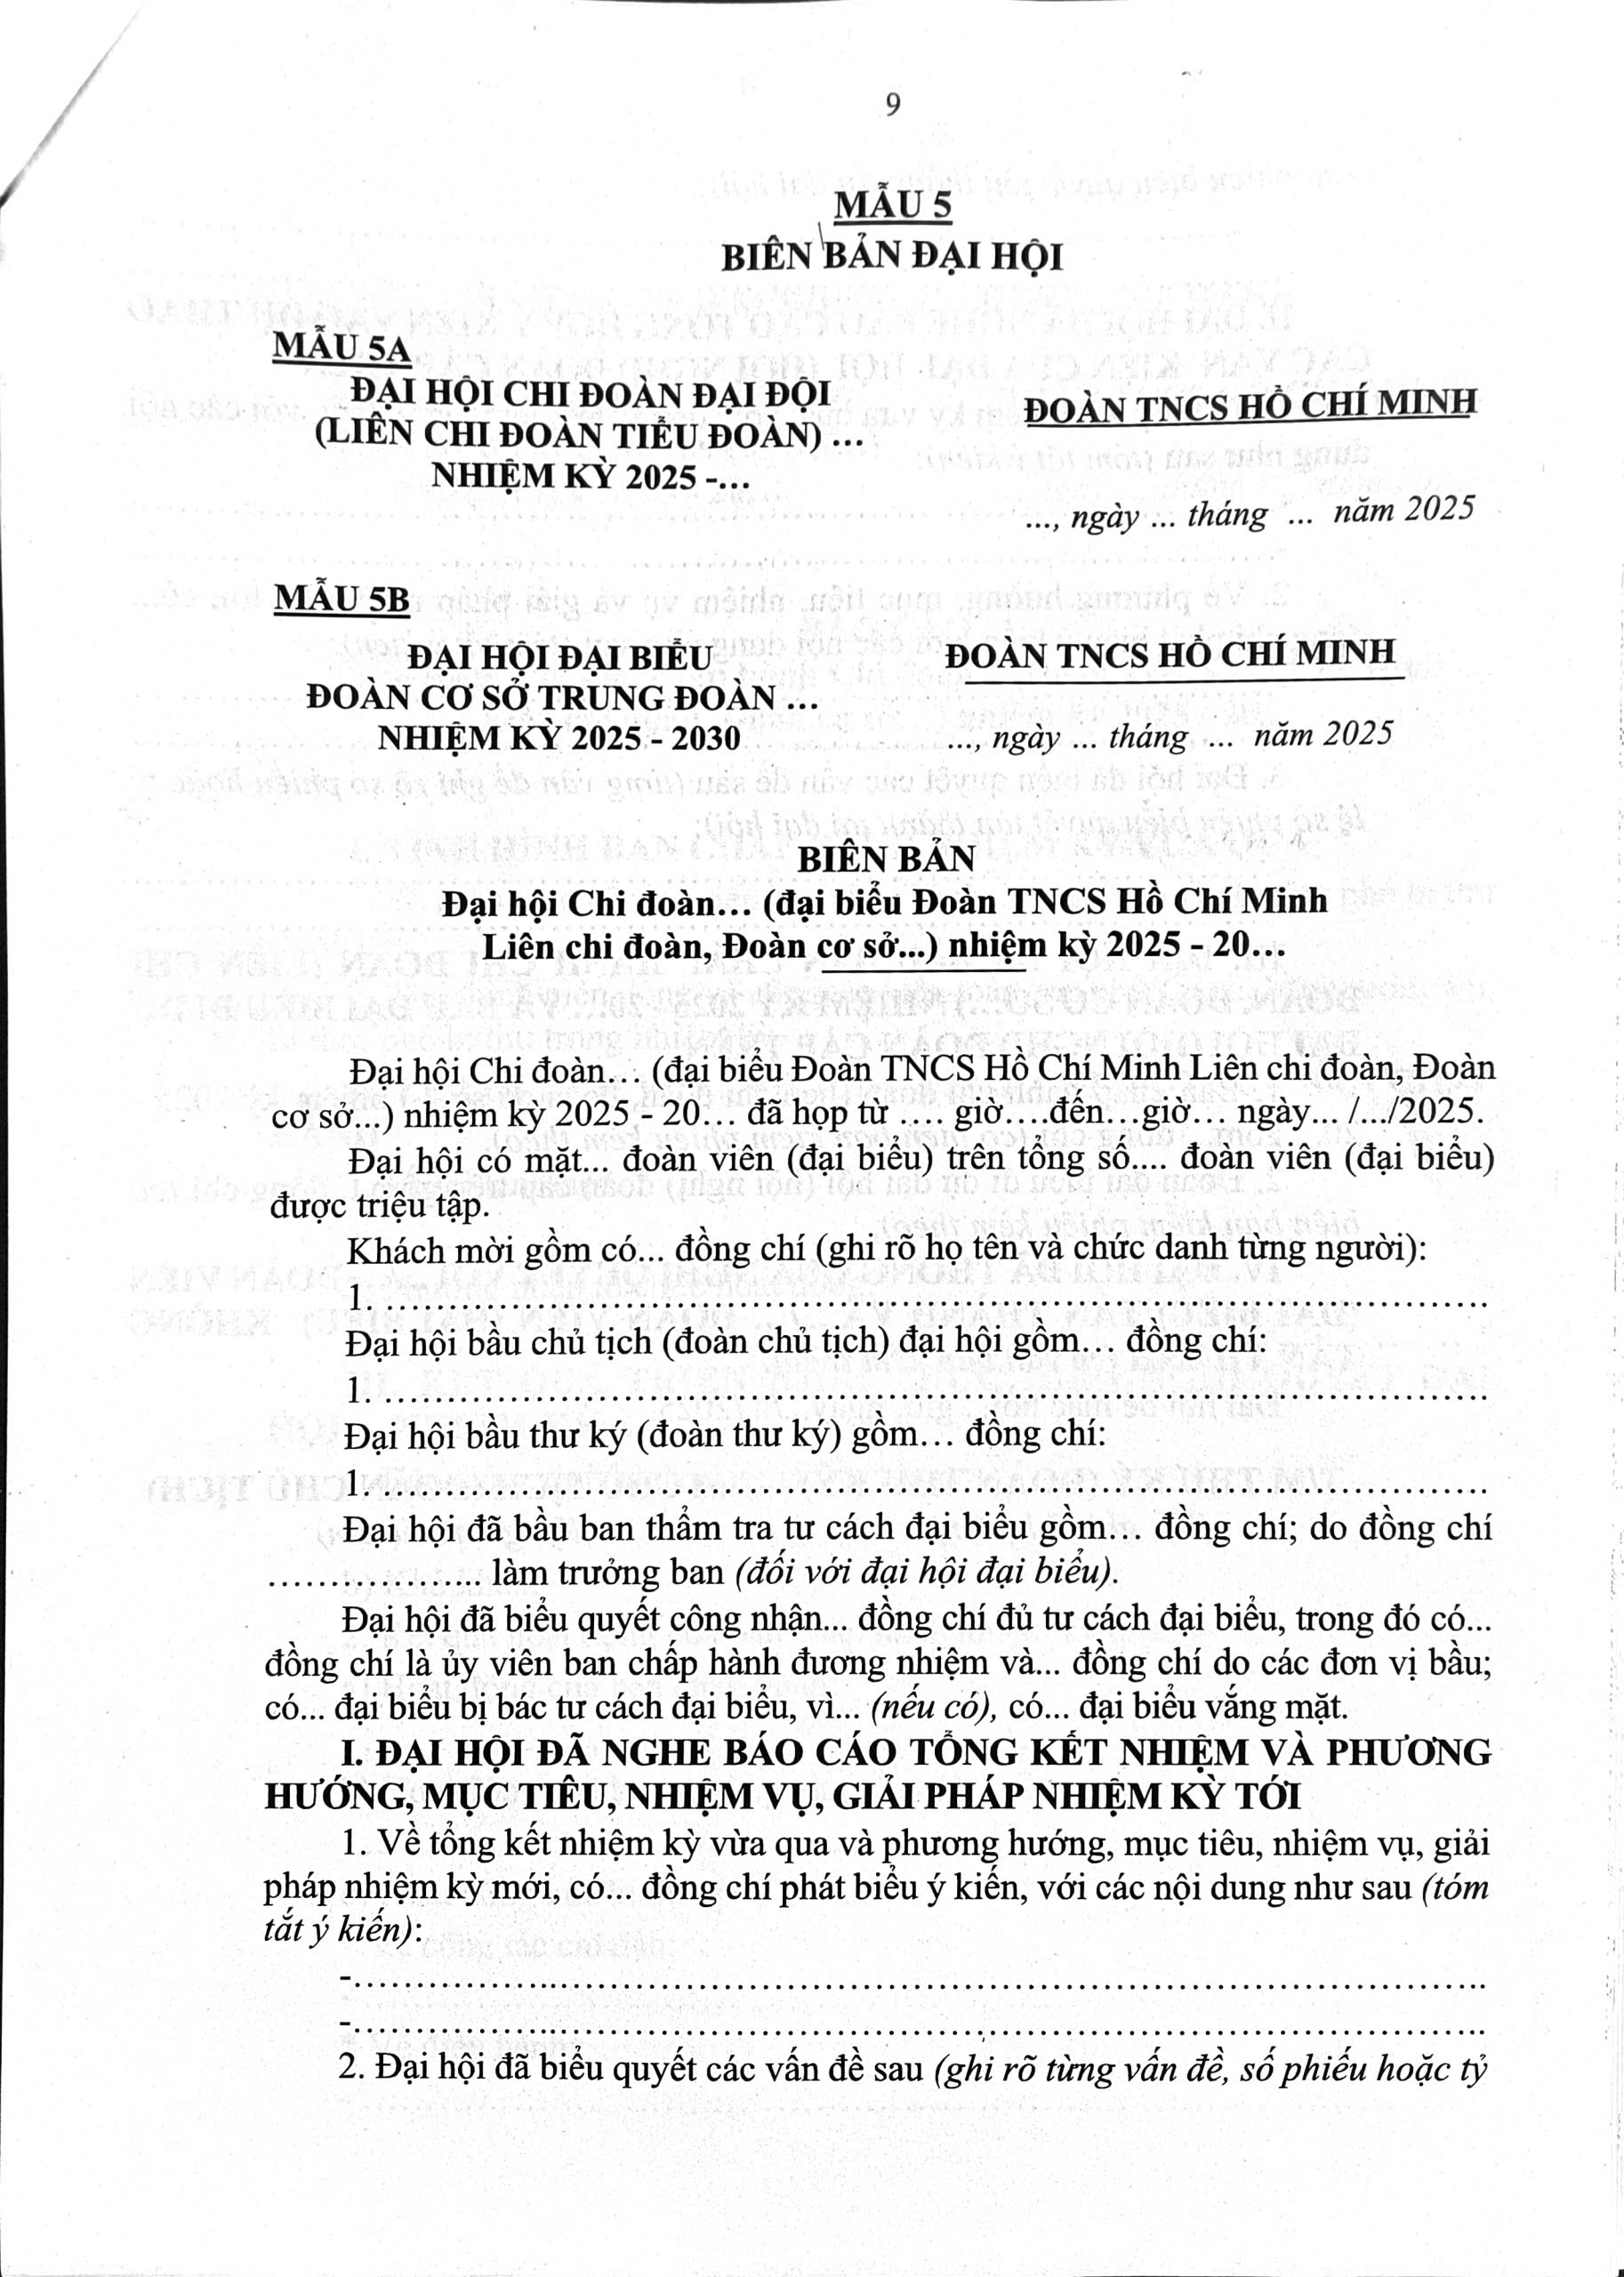 9
MẪU 5
BIÊN BẢN ĐẠI HỘI
MẪU 5A
ĐẠI HỘI CHI ĐOÀN ĐẠI ĐỘI
(LIÊN CHI ĐOÀN TIỂU ĐOÀN) ...
NHIỆM KỲ 2025 -...
ĐOÀN TNCS HỒ CHÍ MINH
..., ngày ... tháng ... năm 2025
MẪU 5B
ĐẠI HỘI ĐẠI BIỂU
ĐOÀN CƠ SỞ TRUNG ĐOÀN ...
NHIỆM KỲ 2025 - 2030
ĐOÀN TNCS HỒ CHÍ MINH
..., ngày ... tháng ... năm 2025
BIÊN BẢN
Đại hội Chi đoàn... (đại biểu Đoàn TNCS Hồ Chí Minh
Liên chi đoàn, Đoàn cơ sở...) nhiệm kỳ 2025 - 20...
Đại hội Chi đoàn... (đại biểu Đoàn TNCS Hồ Chí Minh Liên chi đoàn, Đoàn
cơ sở...) nhiệm kỳ 2025 - 20... đã họp từ .... giờ....đến...giờ... ngày... /.../2025.
Đại hội có mặt... đoàn viên (đại biểu) trên tổng số.... đoàn viên (đại biểu)
được triệu tập.
Khách mời gồm có... đồng chí (ghi rõ họ tên và chức danh từng người):
1. ..........................................................................................
Đại hội bầu chủ tịch (đoàn chủ tịch) đại hội gồm... đồng chí:
1. ..........................................................................................
Đại hội bầu thư ký (đoàn thư ký) gồm... đồng chí:
1. ..........................................................................................
Đại hội đã bầu ban thẩm tra tư cách đại biểu gồm... đồng chí; do đồng chí
.................... làm trưởng ban (đối với đại hội đại biểu).
Đại hội đã biểu quyết công nhận... đồng chí đủ tư cách đại biểu, trong đó có...
đồng chí là ủy viên ban chấp hành đương nhiệm và... đồng chí do các đơn vị bầu;
có... đại biểu bị bác tư cách đại biểu, vì... (nếu có), có... đại biểu vắng mặt.
I. ĐẠI HỘI ĐÃ NGHE BÁO CÁO TỔNG KẾT NHIỆM VÀ PHƯƠNG
HƯỚNG, MỤC TIÊU, NHIỆM VỤ, GIẢI PHÁP NHIỆM KỲ TỚI
1. Về tổng kết nhiệm kỳ vừa qua và phương hướng, mục tiêu, nhiệm vụ, giải
pháp nhiệm kỳ mới, có... đồng chí phát biểu ý kiến, với các nội dung như sau (tóm
tắt ý kiến):
-..........................................................................................
-..........................................................................................
2. Đại hội đã biểu quyết các vấn đề sau (ghi rõ từng vấn đề, số phiếu hoặc tỷ